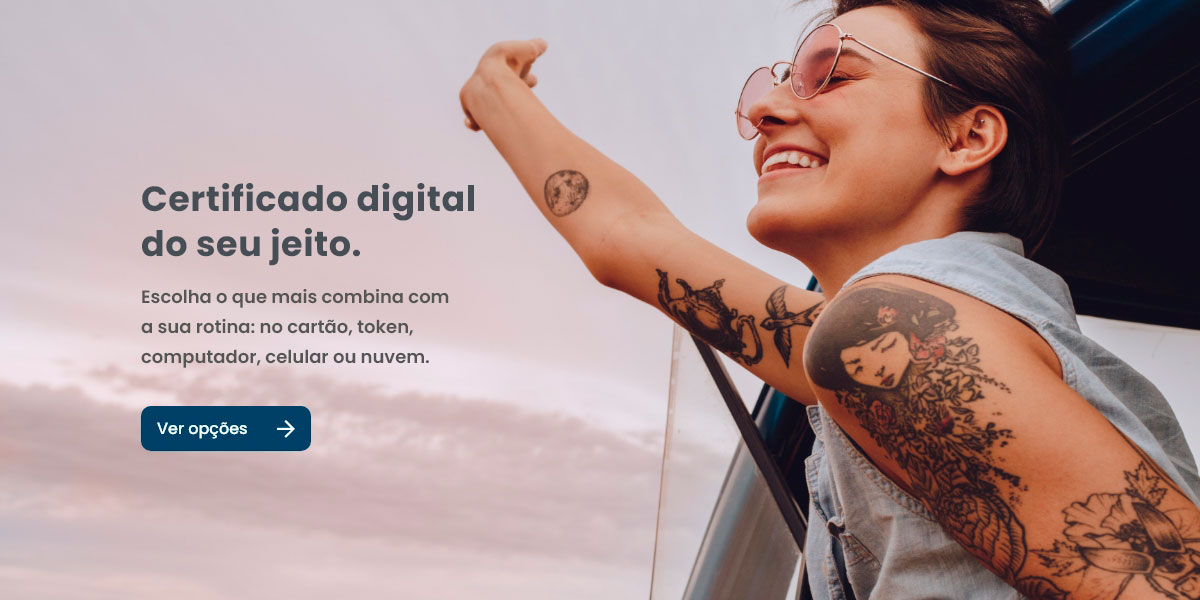 Certificado digital
do seu jeito.
Escolha o que mais combina com
a sua rotina: no cartão, token,
computador, celular ou nuvem.
Ver opções